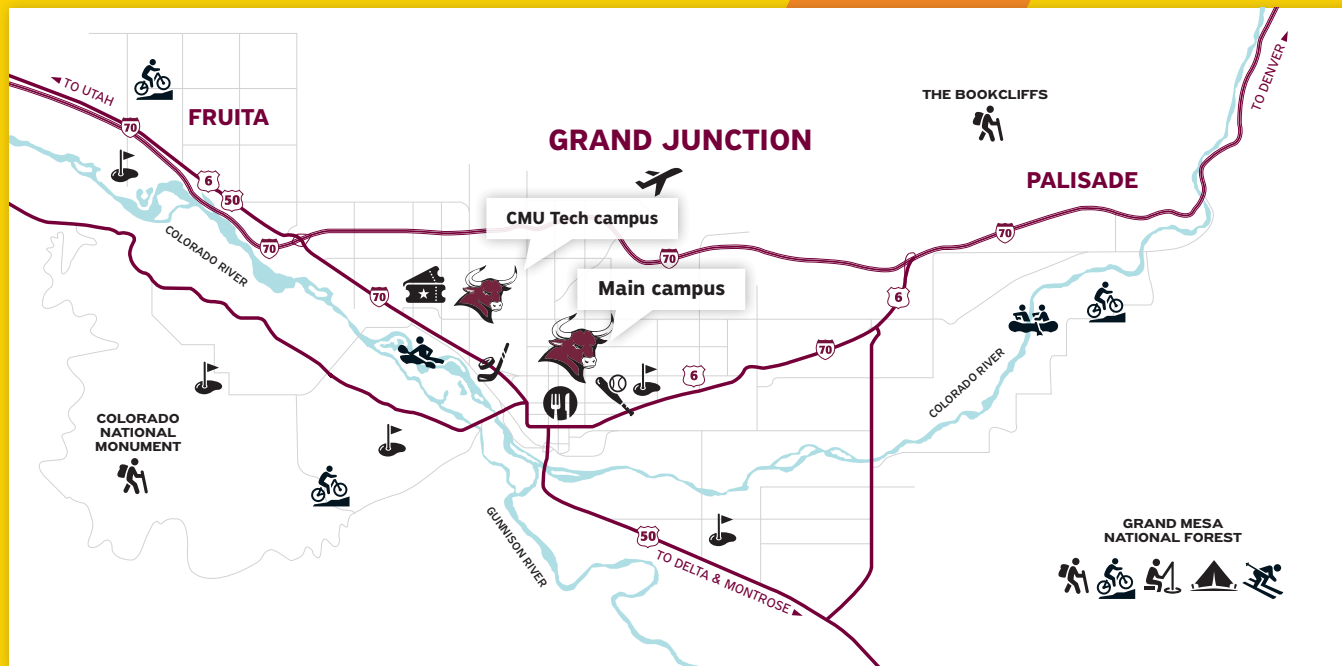 TO UTAH
FRUITA
70
6
50
70
COLORADO RIVER
GRAND JUNCTION
THE BOOKCLIFFS
TO DENVER
PALISADE
CMU Tech campus
70
70
Main campus
70
6
70
6
COLORADO RIVER
COLORADO
NATIONAL
MONUMENT
GUNNISON RIVER
50
TO DELTA & MONTROSE
GRAND MESA
NATIONAL FOREST